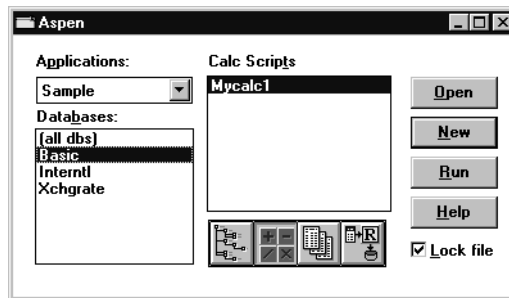 Aspen
Applications:
Sample
Databases:
(all dbs)
Basic
Interntl
Xchgrate
Calc Scripts
Mycalc1
Open
New
Run
Help
Lock file
R